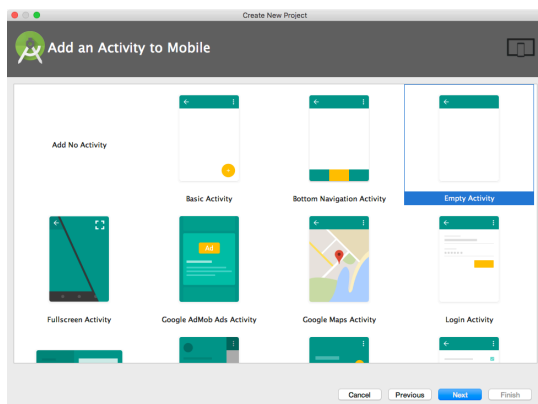 Create New Project
Add an Activity to Mobile
Add No Activity
Basic Activity
Bottom Navigation Activity
Empty Activity
Ad
Fullscreen Activity
Google AdMob Ads Activity
Google Maps Activity
Login Activity
Cancel
Previous
Next
Finish